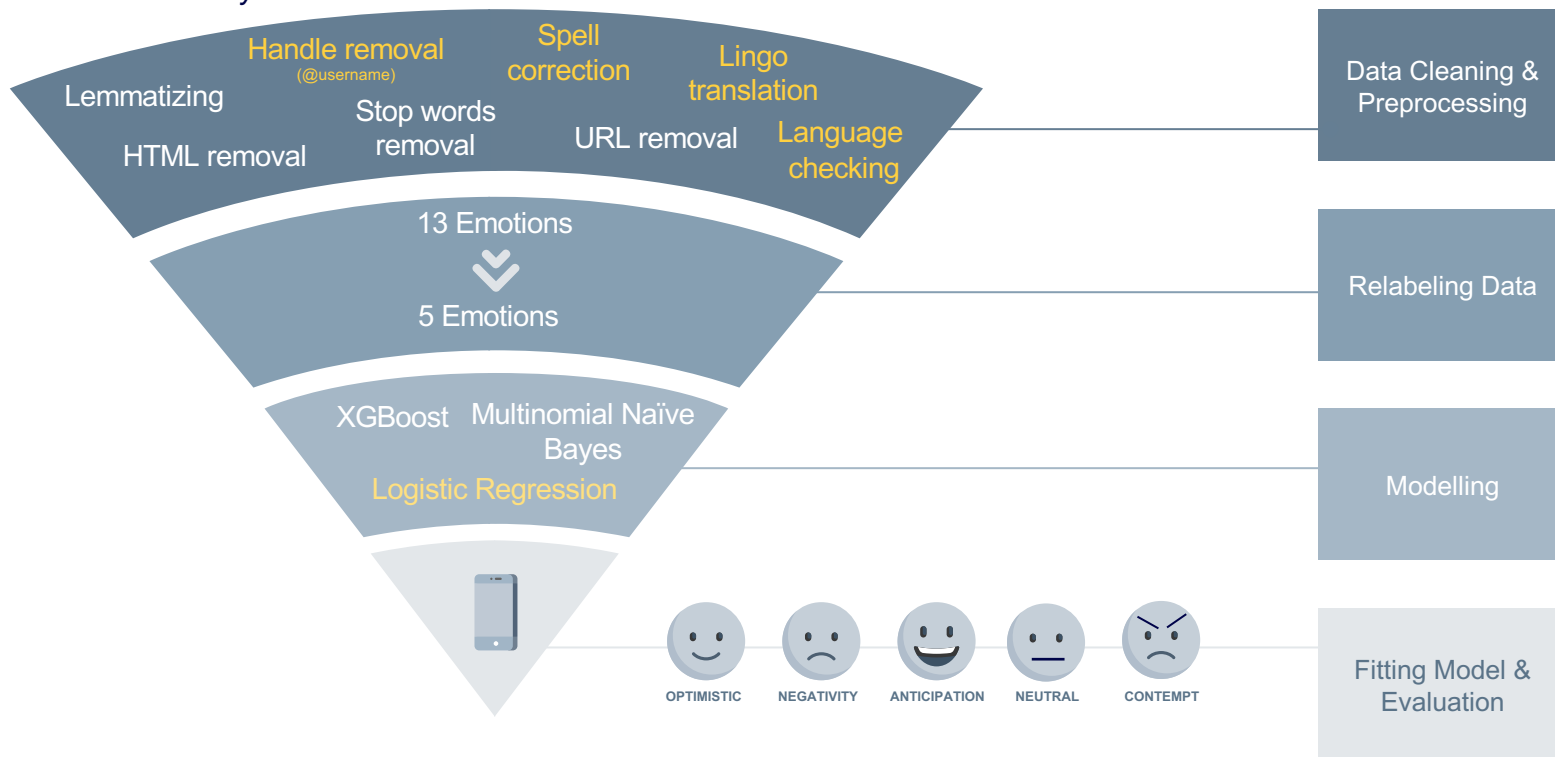 Handle removal
(@username)
Spell
correction
Lingo
translation
Lemmatizing
Stop words
removal
HTML removal
URL removal
Language
checking
Data Cleaning &
Preprocessing
13 Emotions
5 Emotions
Relabeling Data
XGBoost
Multinomial Naïve
Bayes
Logistic Regression
Modelling
OPTIMISTIC
NEGATIVITY
ANTICIPATION
NEUTRAL
CONTEMPT
Fitting Model &
Evaluation